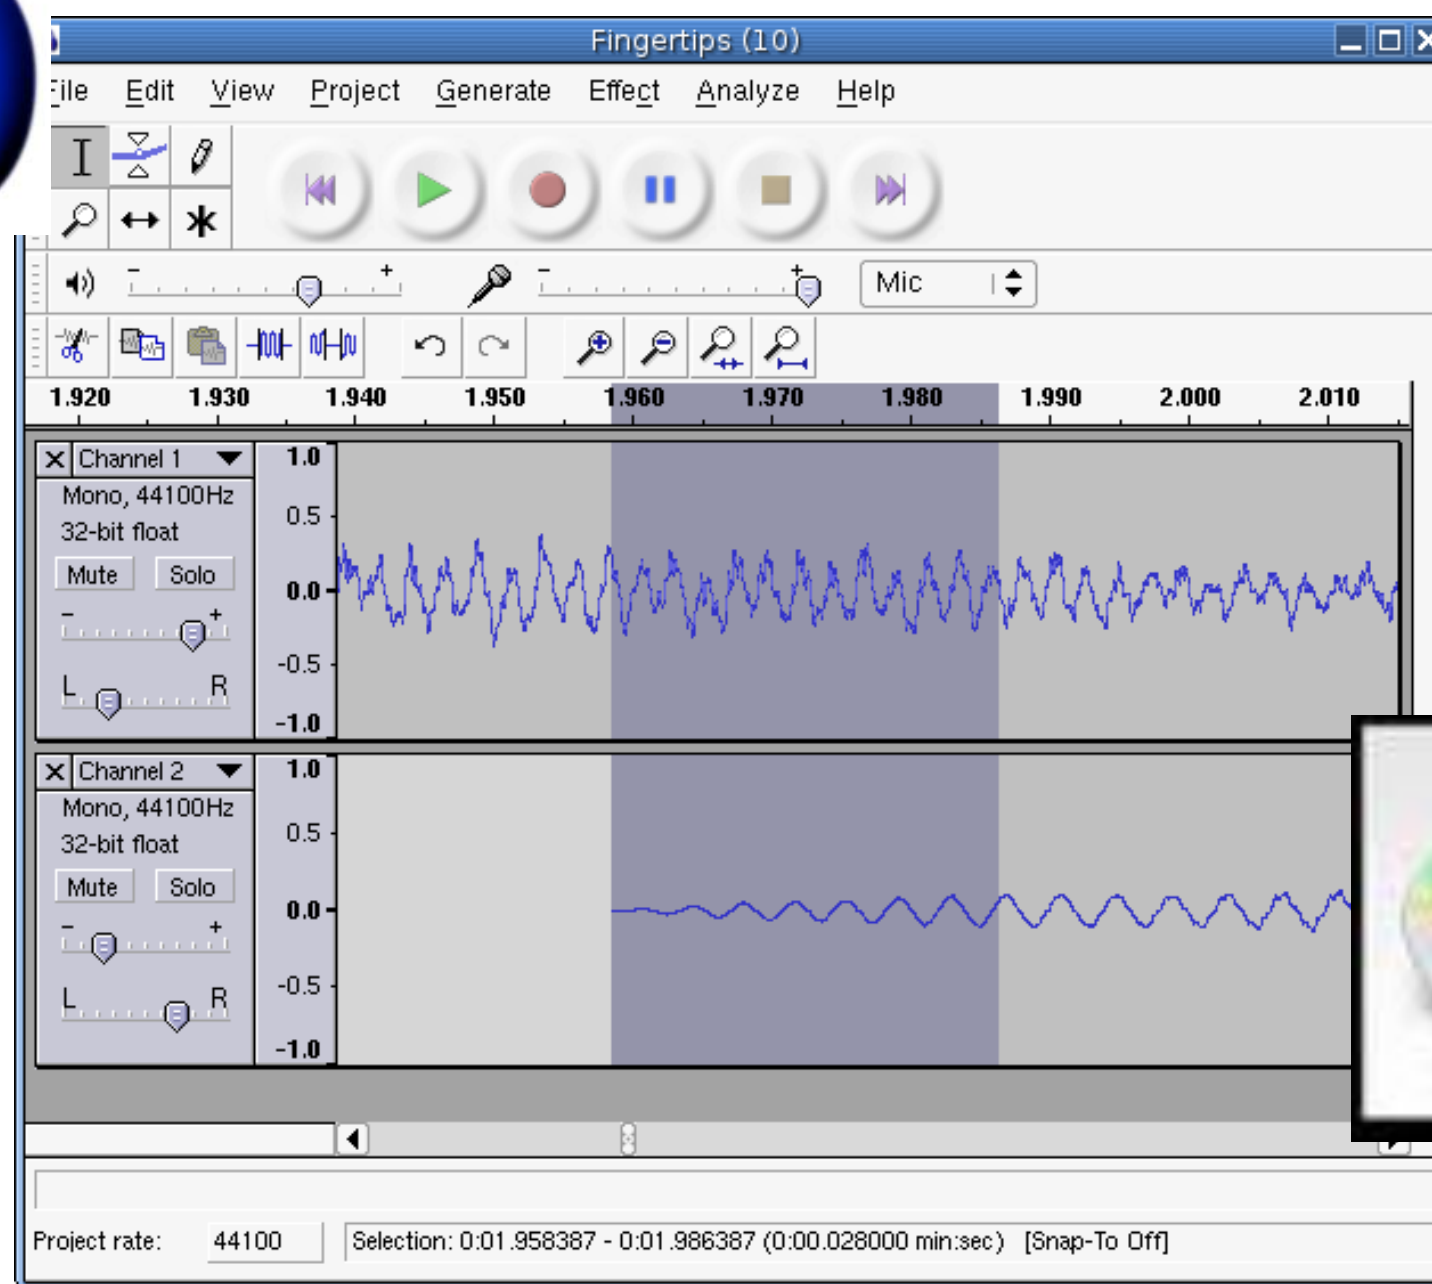 Fingertips (10)
File Edit View Project Generate Effect Analyze Help
- + - + Mic
1.920 1.930 1.940 1.950 1.960 1.970 1.980 1.990 2.000 2.010
Channel 1
Mono, 44100Hz
32-bit float
Mute Solo
- +
L R
1.0
0.5
0.0
-0.5
-1.0
Channel 2
Mono, 44100Hz
32-bit float
Mute Solo
- +
L R
1.0
0.5
0.0
-0.5
-1.0
Project rate: 44100 Selection: 0:01.958387 - 0:01.986387 (0:00.028000 min:sec) [Snap-To Off]